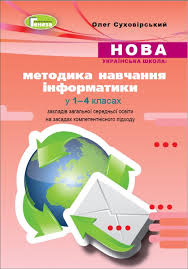 Генеза
Олег Суховірський
НОВА
УКРАЇНСЬКА ШКОЛА:
методика навчання
інформатики
у 1–4 класах
закладів загальної середньої освіти
на засадах компетентнісного підходу